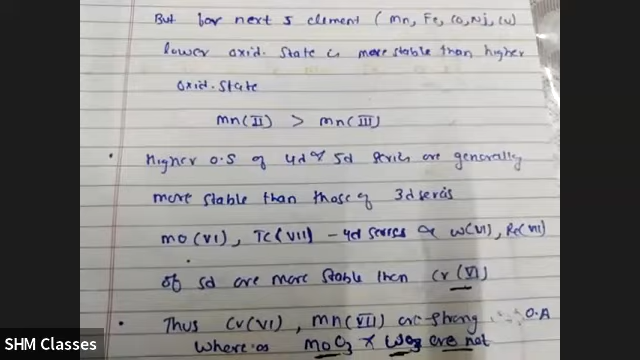 But for next 5 element (Mn, Fe, Co, Ni, Cu)
lower oxid. State is more stable than higher
oxid. state
Mn(II) > Mn(III)
• Higher O.S of 4d & 5d series are generally
more stable than those of 3d series
Mo(VI), Tc(VII) - 4d series & W(VI), Re(VII)
of 5d are more stable then Cr(VI)
• Thus Cr(VI), Mn(VII) are strong O.A
where as MoO3 & WO3 are not
SHM Classes